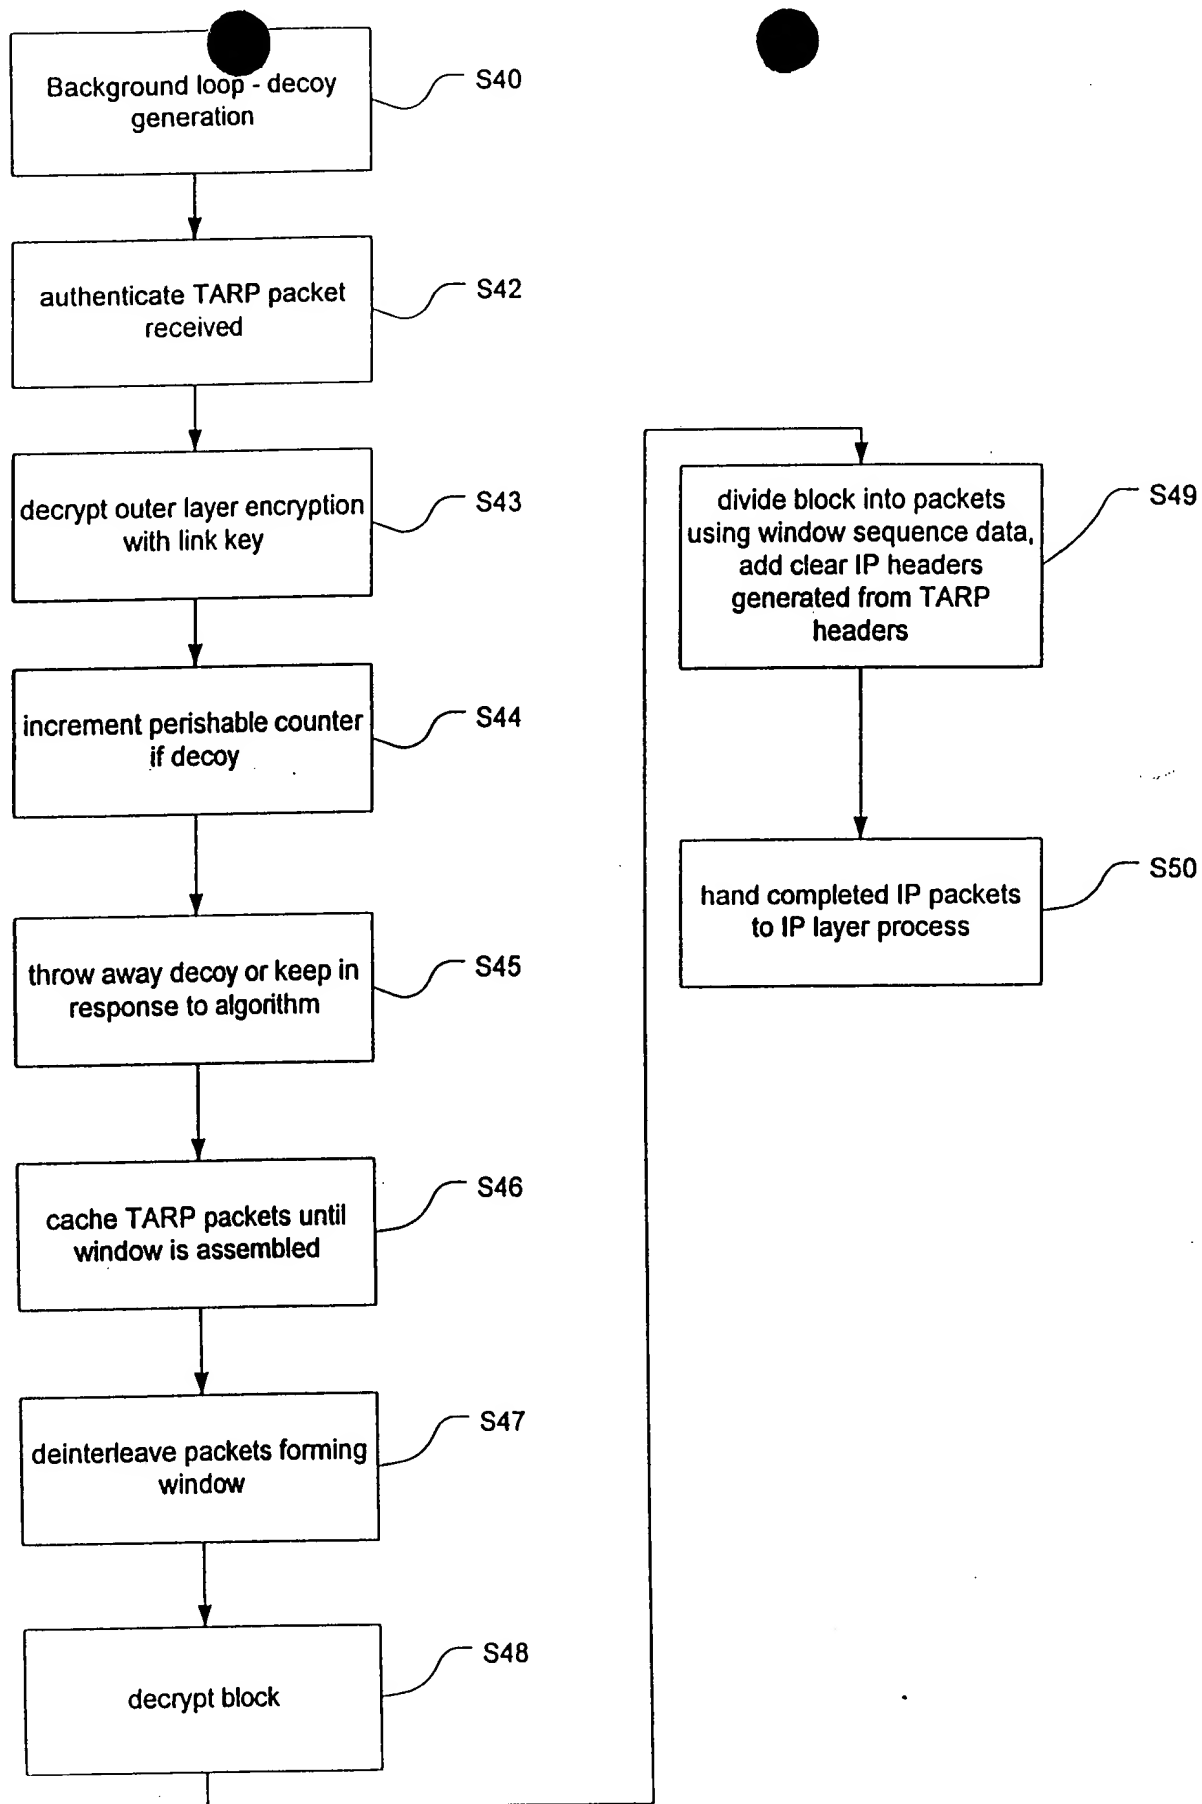 Background loop - decoy
generation
S40
authenticate TARP packet
received
S42
decrypt outer layer encryption
with link key
S43
increment perishable counter
if decoy
S44
throw away decoy or keep in
response to algorithm
S45
cache TARP packets until
window is assembled
S46
deinterleave packets forming
window
S47
decrypt block
S48
divide block into packets
using window sequence data,
add clear IP headers
generated from TARP
headers
S49
hand completed IP packets
to IP layer process
S50